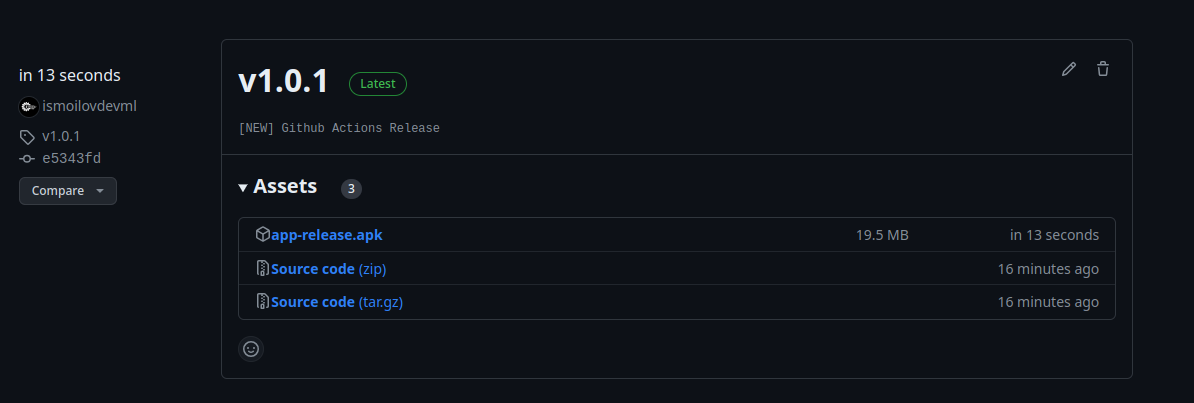 in 13 seconds
ismoilovdevml
v1.0.1
e5343fd
Compare
v1.0.1 Latest
[NEW] Github Actions Release
Assets 3
app-release.apk 19.5 MB in 13 seconds
Source code (zip) 16 minutes ago
Source code (tar.gz) 16 minutes ago